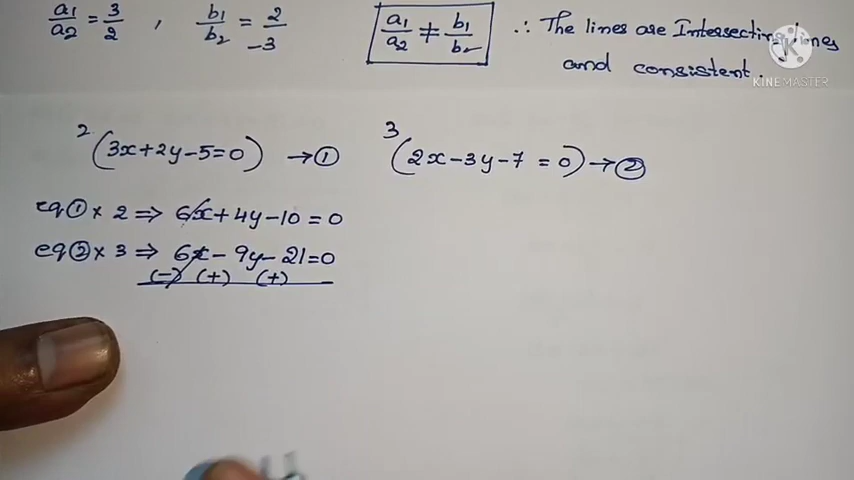 a1/a2 = 3/2 , b1/b2 = 2/-3 a1/a2 ≠ b1/b2 ∴ The lines are Intersecting lines
and consistent.
KINEMASTER
2(3x+2y-5=0) → ① 3(2x-3y-7=0) → ②
eq① × 2 ⇒ 6x+4y-10=0
eq② × 3 ⇒ 6x-9y-21=0
(-) (+) (+)